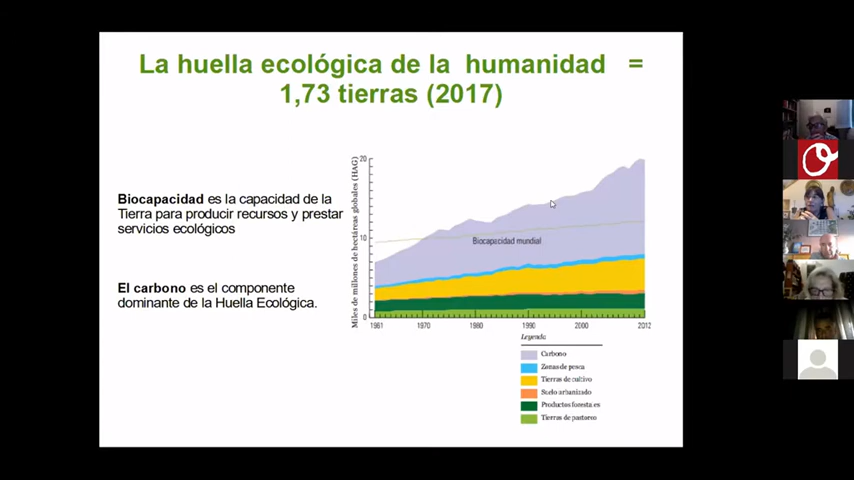 La huella ecológica de la humanidad =
1,73 tierras (2017)
Biocapacidad es la capacidad de la
Tierra para producir recursos y prestar
servicios ecológicos
El carbono es el componente
dominante de la Huella Ecológica.
Miles de millones de hectáreas globales (HAG)
20
10
0
Biocapacidad mundial
1961 1970 1980 1990 2000 2012
Leyenda
Carbono
Zonas de pesca
Tierras de cultivo
Suelo urbanizado
Productos forestales
Tierras de pastoreo